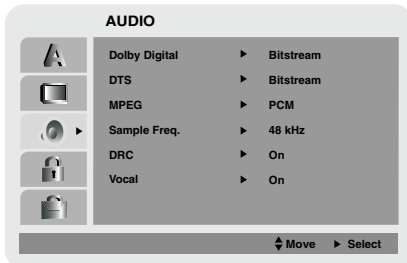 AUDIO
A
Dolby Digital ► Bitstream
DTS ► Bitstream
MPEG ► PCM
Sample Freq. ► 48 kHz
DRC ► On
Vocal ► On
Move ► Select